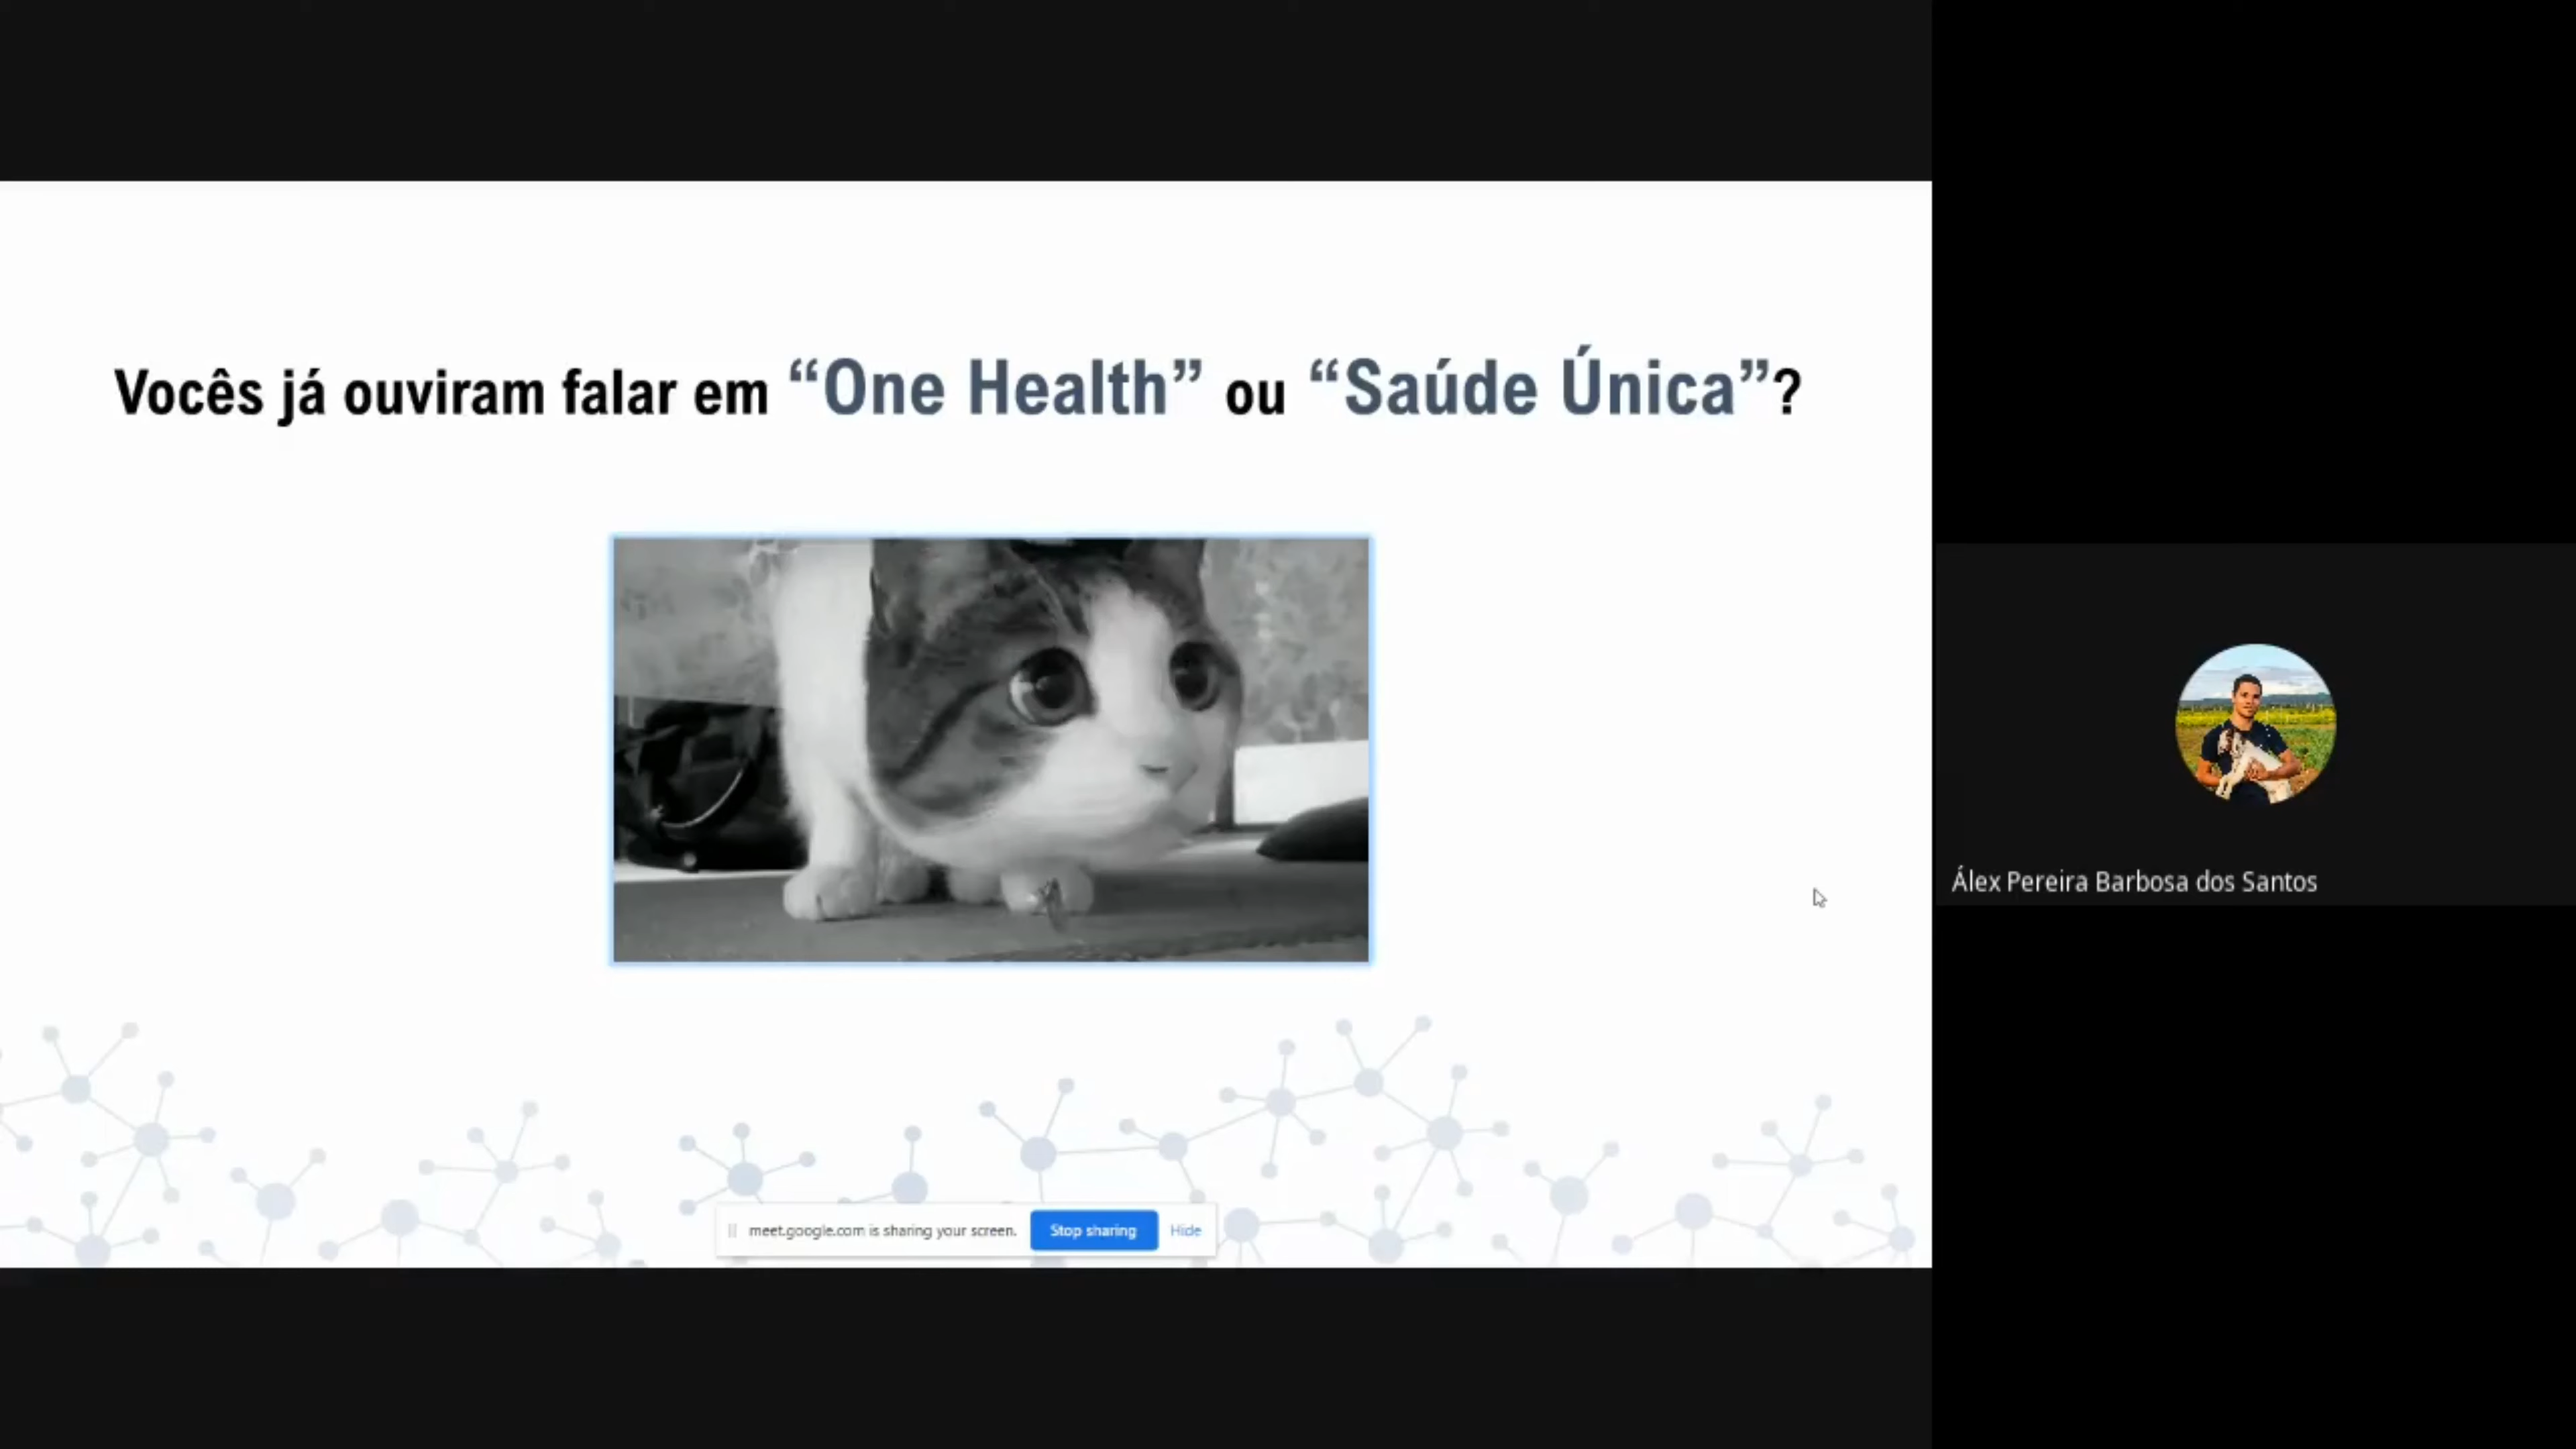 Vocês já ouviram falar em “One Health” ou “Saúde Única”?
Álex Pereira Barbosa dos Santos
meet.google.com is sharing your screen. Stop sharing Hide